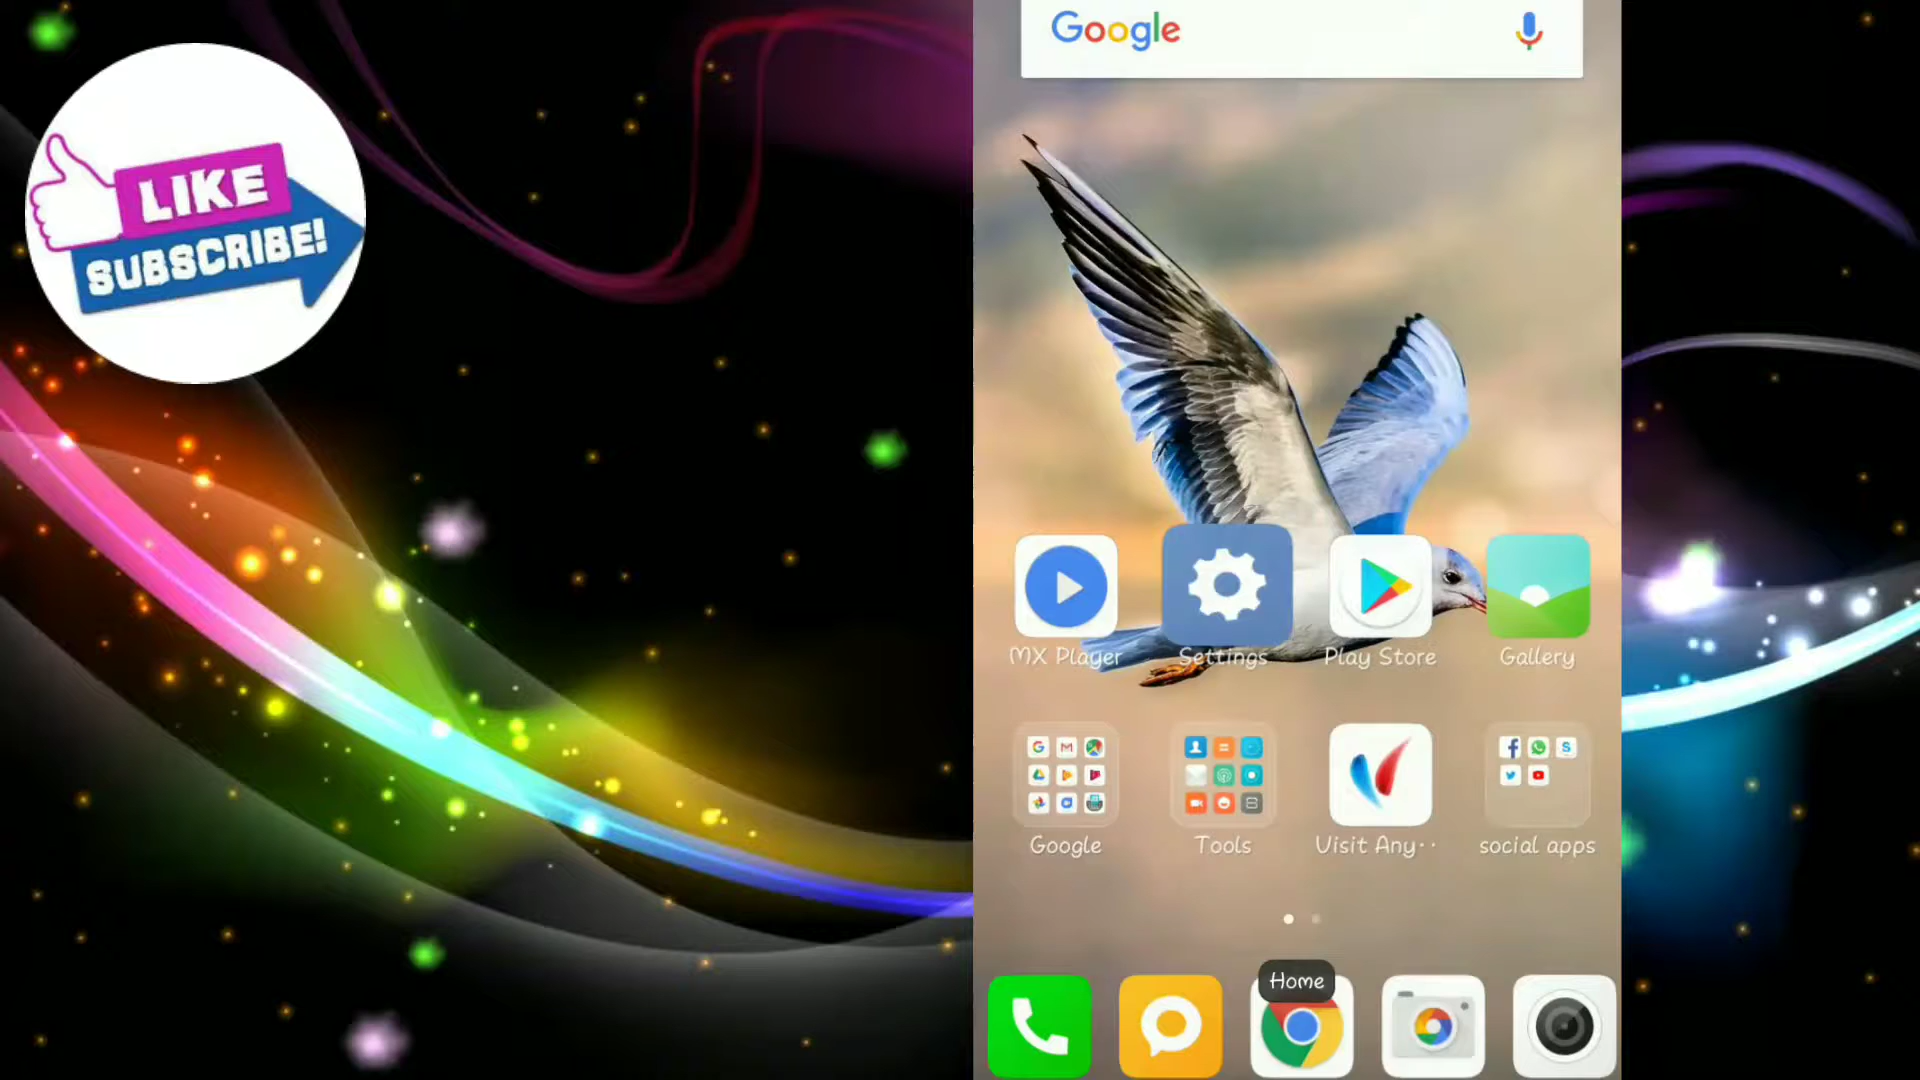 Google
LIKE
SUBSCRIBE!
MX Player
Settings
Play Store
Gallery
Google
Tools
Visit Any··
social apps
Home